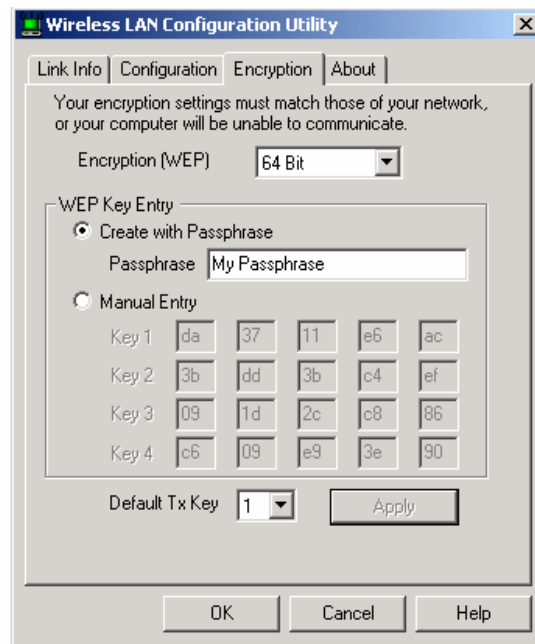 Wireless LAN Configuration Utility
Link Info Configuration Encryption About
Your encryption settings must match those of your network,
or your computer will be unable to communicate.
Encryption (WEP) 64 Bit
WEP Key Entry
Create with Passphrase
Passphrase My Passphrase
Manual Entry
Key 1 da 37 11 e6 ac
Key 2 3b dd 3b c4 ef
Key 3 09 1d 2c c8 86
Key 4 c6 09 e9 3e 90
Default Tx Key 1 Apply
OK Cancel Help